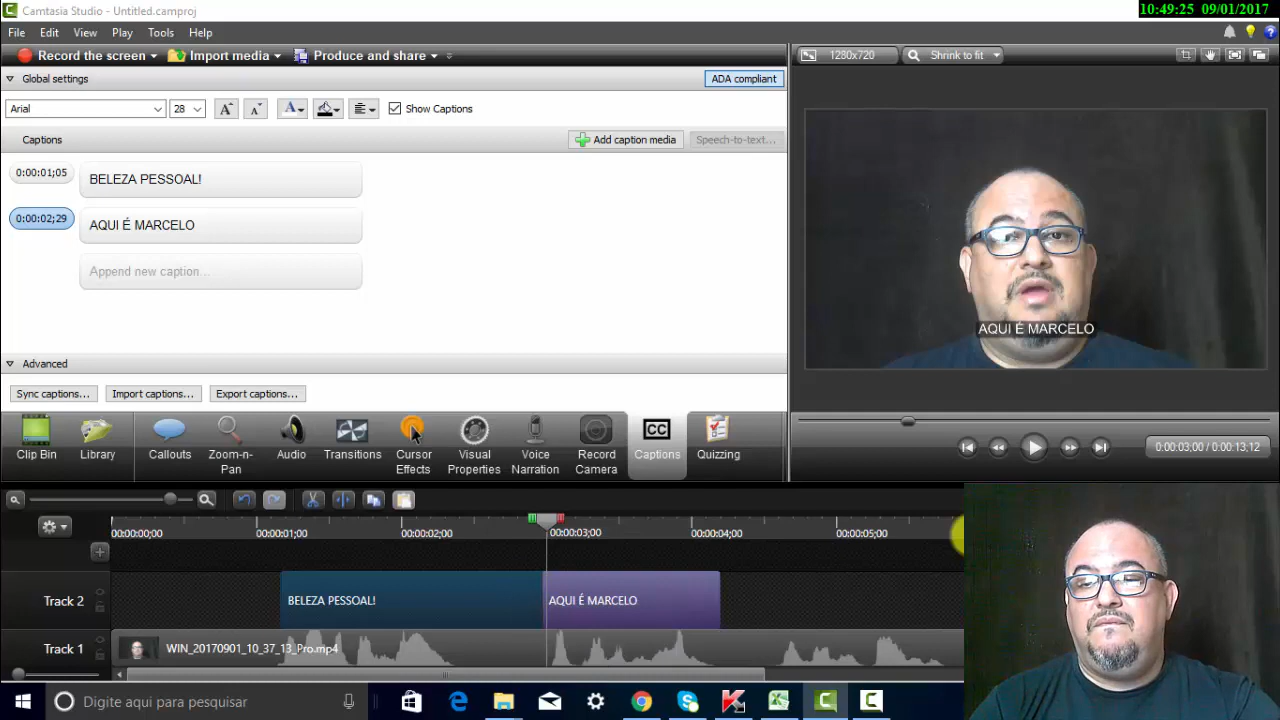 Camtasia Studio - Untitled.camproj
10:49:25 09/01/2017
File Edit View Play Tools Help
Record the screen Import media Produce and share
1280x720 Shrink to fit
Global settings
ADA compliant
Arial 28 A A A Show Captions
Captions Add caption media Speech-to-text...
0:00:01;05 BELEZA PESSOAL!
0:00:02;29 AQUI É MARCELO
Append new caption...
AQUI É MARCELO
Advanced
Sync captions... Import captions... Export captions...
CC
Clip Bin Library Callouts Zoom-n-Pan Audio Transitions Cursor Effects Visual Properties Voice Narration Record Camera Captions Quizzing
0:00:03;00 / 0:00:13;12
00:00:00;00 00:00:01;00 00:00:02;00 00:00:03;00 00:00:04;00 00:00:05;00
Track 2 BELEZA PESSOAL! AQUI É MARCELO
Track 1 WIN_20170901_10_37_13_Pro.mp4
Digite aqui para pesquisar